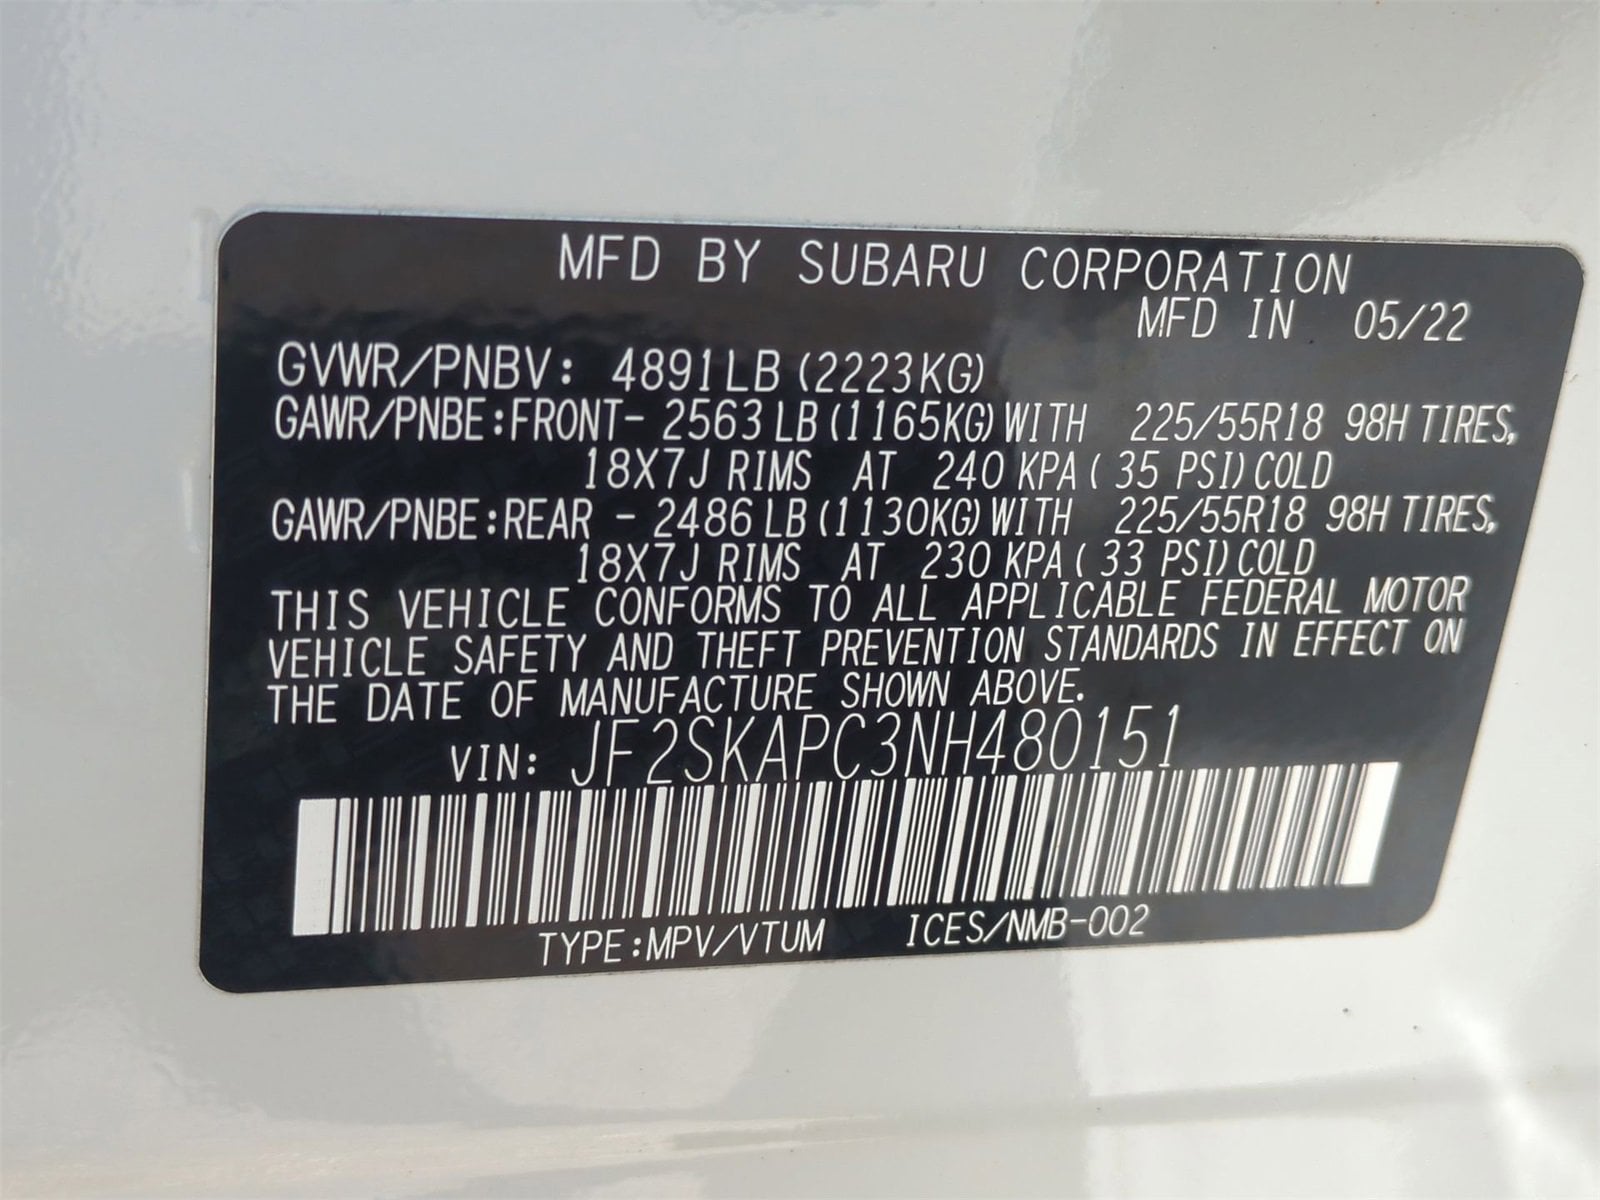 MFD BY SUBARU CORPORATION
MFD IN 05/22
GVWR/PNBV: 4891LB (2223KG)
GAWR/PNBE:FRONT- 2563 LB (1165KG) WITH 225/55R18 98H TIRES,
18X7J RIMS AT 240 KPA ( 35 PSI) COLD
GAWR/PNBE:REAR - 2486 LB (1130KG) WITH 225/55R18 98H TIRES,
18X7J RIMS AT 230 KPA ( 33 PSI) COLD
THIS VEHICLE CONFORMS TO ALL APPLICABLE FEDERAL MOTOR
VEHICLE SAFETY AND THEFT PREVENTION STANDARDS IN EFFECT ON
THE DATE OF MANUFACTURE SHOWN ABOVE.
VIN: JF2SKAPC3NH480151
TYPE:MPV/VTUM ICES/NMB-002